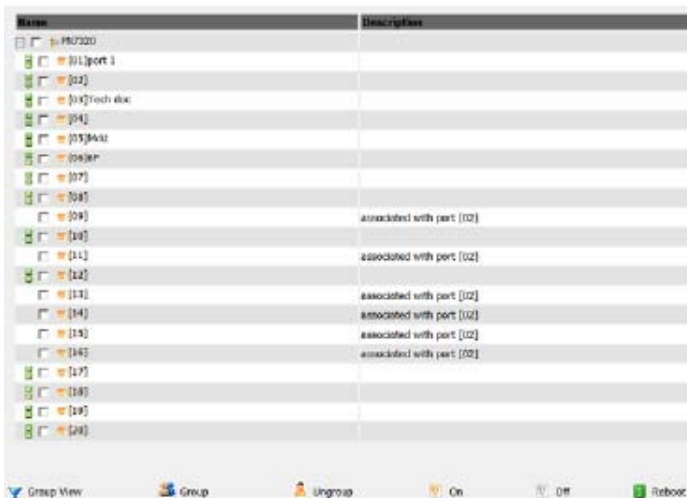 Name Description
PN7320
[01]port 1
[02]
[03]Tech doc
[04]
[05]Mkt
[06]RP
[07]
[08]
[09] associated with port [02]
[10]
[11] associated with port [02]
[12]
[13] associated with port [02]
[14] associated with port [02]
[15] associated with port [02]
[16] associated with port [02]
[17]
[18]
[19]
[20]
Group View Group Ungroup On Off Reboot